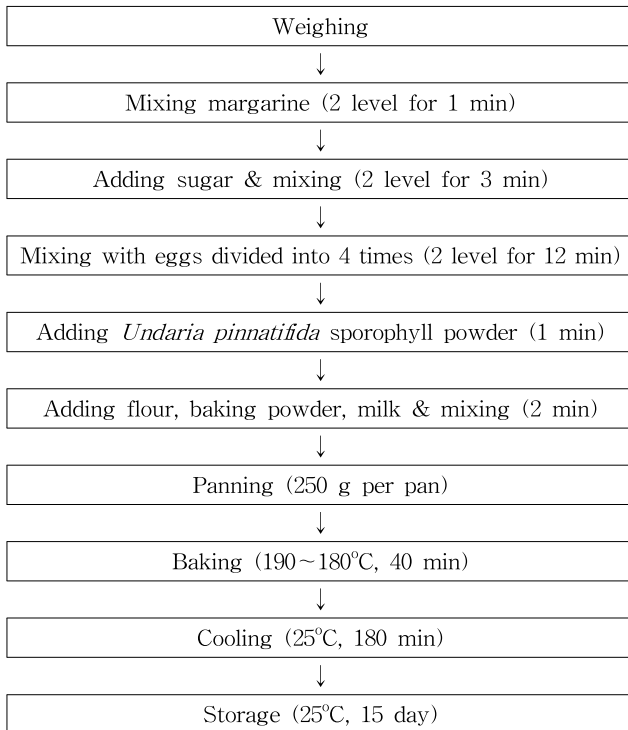 Weighing
↓
Mixing margarine (2 level for 1 min)
↓
Adding sugar & mixing (2 level for 3 min)
↓
Mixing with eggs divided into 4 times (2 level for 12 min)
↓
Adding Undaria pinnatifida sporophyll powder (1 min)
↓
Adding flour, baking powder, milk & mixing (2 min)
↓
Panning (250 g per pan)
↓
Baking (190~180°C, 40 min)
↓
Cooling (25°C, 180 min)
↓
Storage (25°C, 15 day)